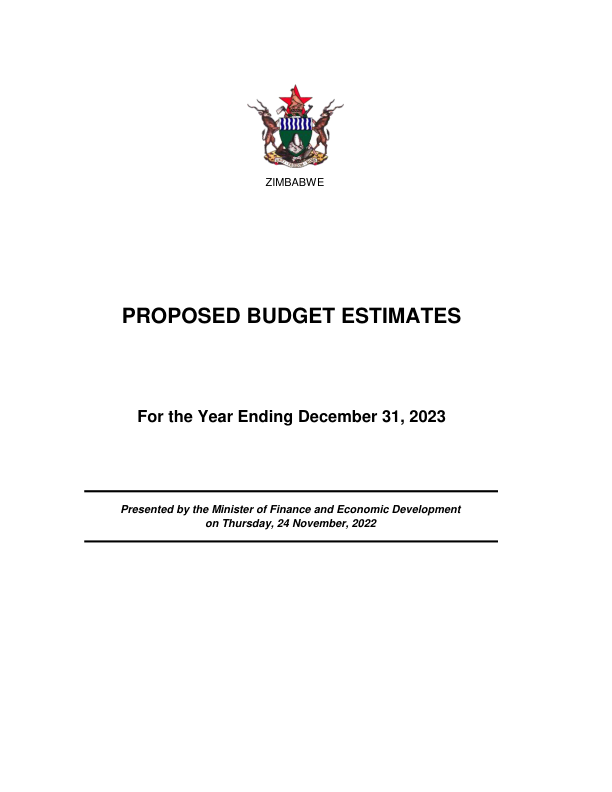 ZIMBABWE
PROPOSED BUDGET ESTIMATES
For the Year Ending December 31, 2023
Presented by the Minister of Finance and Economic Development
on Thursday, 24 November, 2022